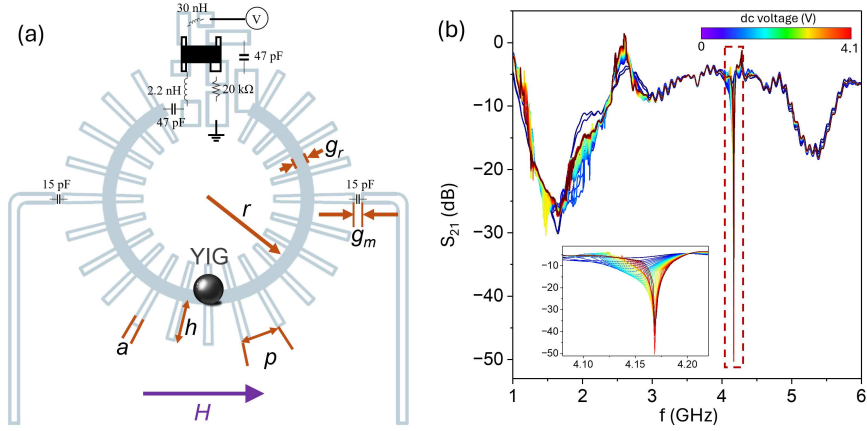 (a)
30 nH
V
47 pF
2.2 nH
20 kΩ
47 pF
15 pF
15 pF
g_r
g_m
r
YIG
a
h
p
H
(b)
dc voltage (V)
0
4.1
0
−10
−20
−30
−40
−50
S₂₁ (dB)
−10
−20
−30
−40
−50
4.10
4.15
4.20
1
2
3
4
5
6
f (GHz)